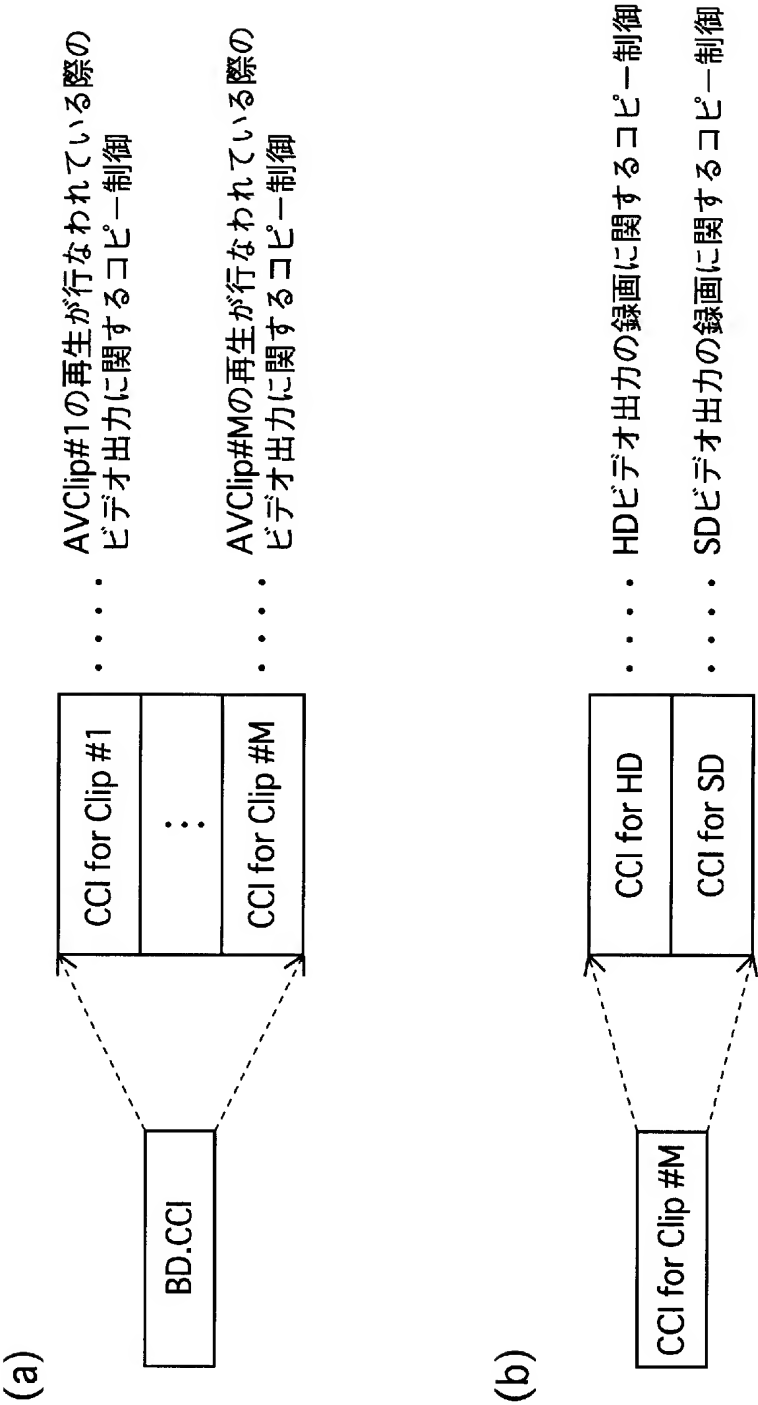 (a)
BD.CCI
CCI for Clip #1
⋮
CCI for Clip #M
・・・・ AVClip#1の再生が行なわれている際の
ビデオ出力に関するコピー制御
・・・・ AVClip#Mの再生が行なわれている際の
ビデオ出力に関するコピー制御
(b)
CCI for Clip #M
CCI for HD
CCI for SD
・・・・ HDビデオ出力の録画に関するコピー制御
・・・・ SDビデオ出力の録画に関するコピー制御